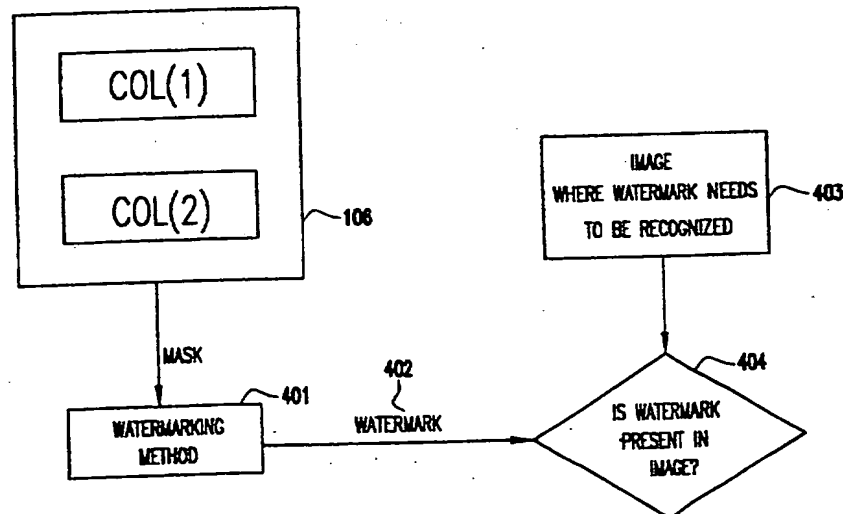 COL(1)
COL(2)
106
MASK
401
WATERMARKING
METHOD
402
WATERMARK
IMAGE
WHERE WATERMARK NEEDS
TO BE RECOGNIZED
403
404
IS WATERMARK
PRESENT IN
IMAGE?